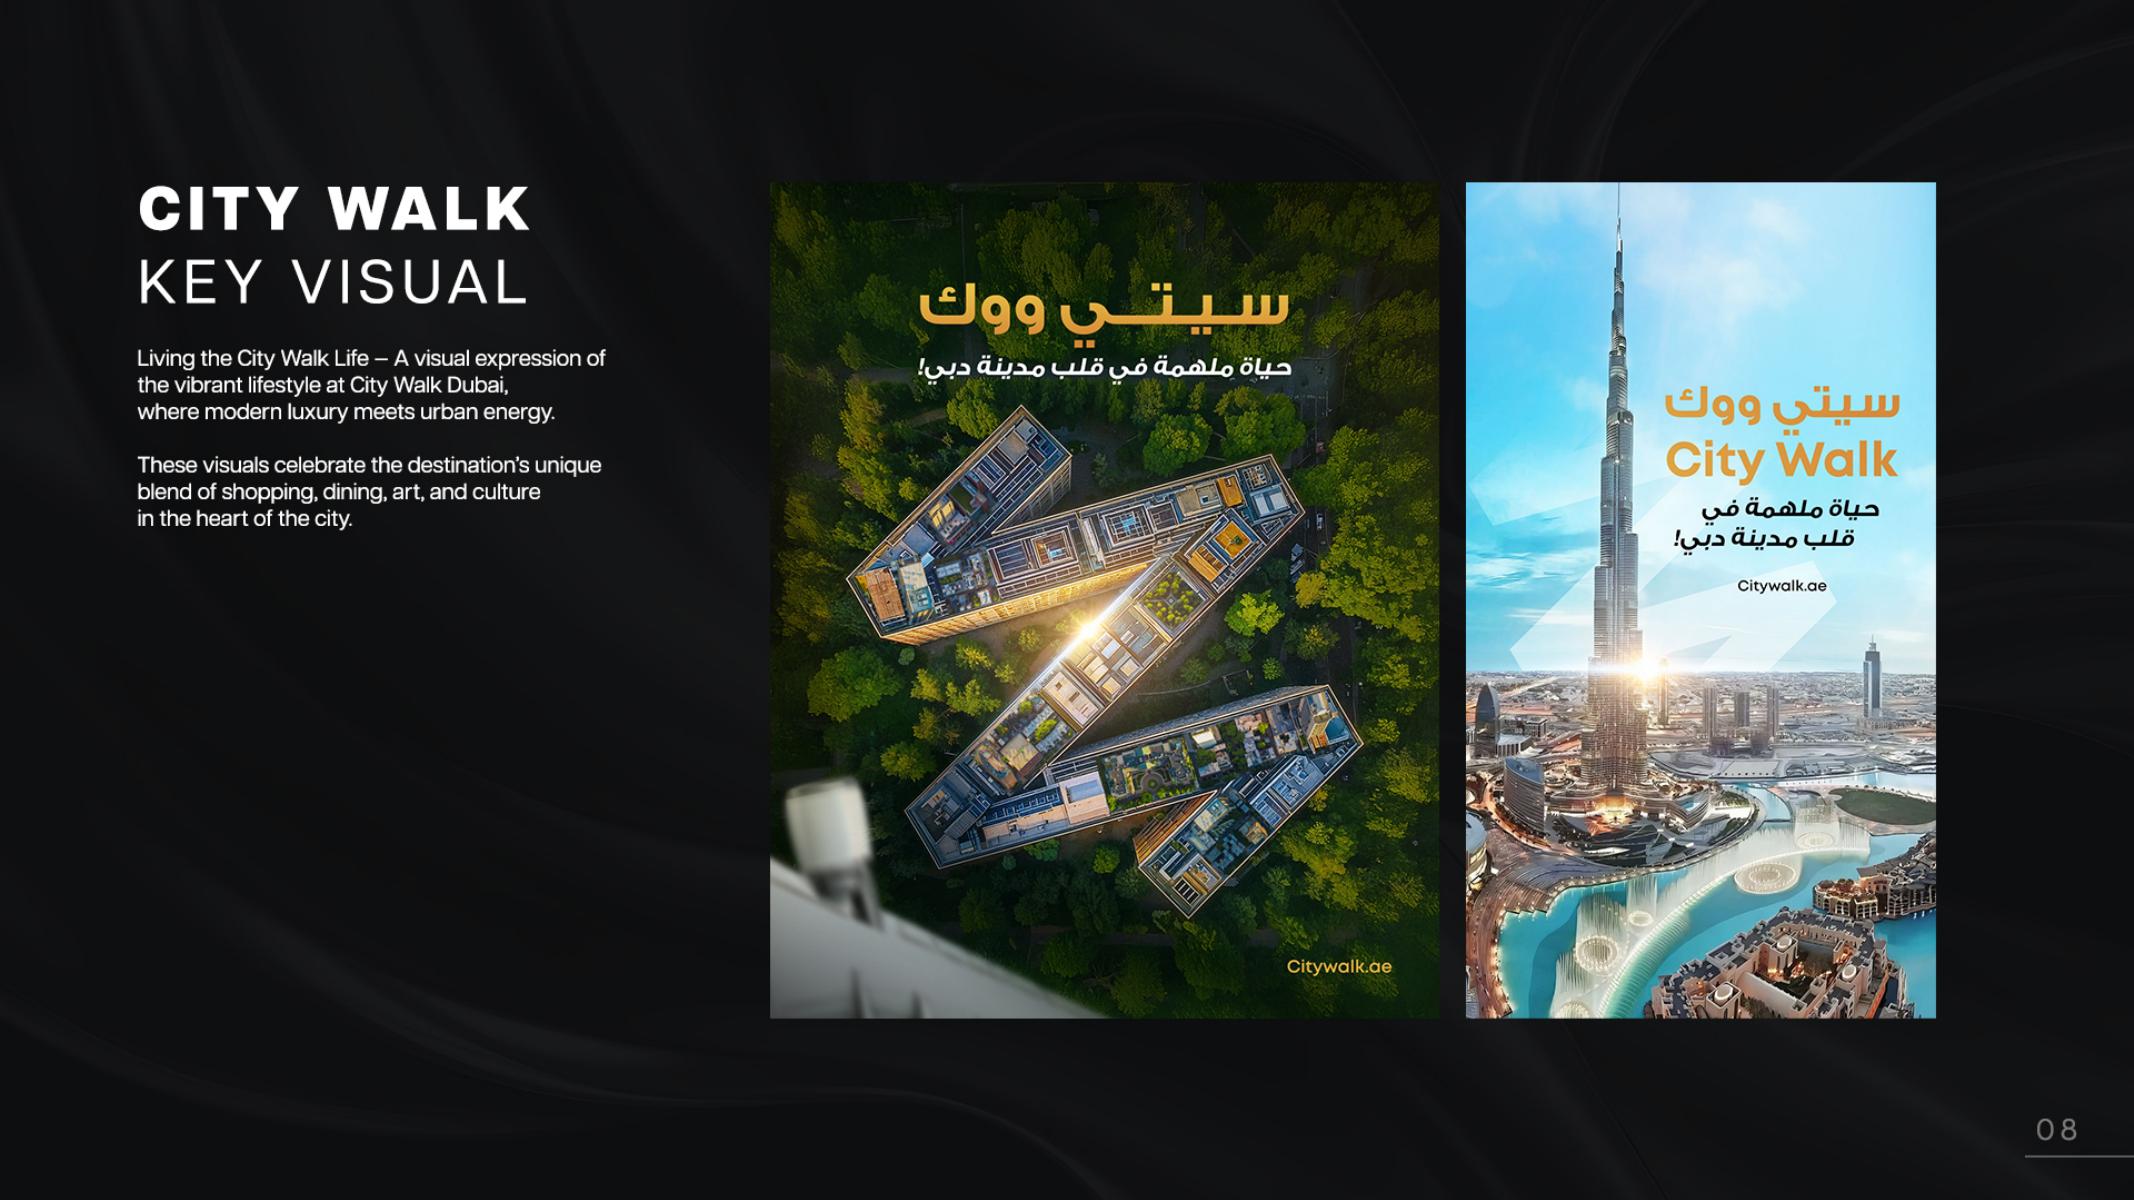 CITY WALK
KEY VISUAL
Living the City Walk Life – A visual expression of
the vibrant lifestyle at City Walk Dubai,
where modern luxury meets urban energy.
These visuals celebrate the destination’s unique
blend of shopping, dining, art, and culture
in the heart of the city.
سيتي ووك
حياة ملهمة في قلب مدينة دبي!
Citywalk.ae
سيتي ووك
City Walk
حياة ملهمة في
قلب مدينة دبي!
Citywalk.ae
08